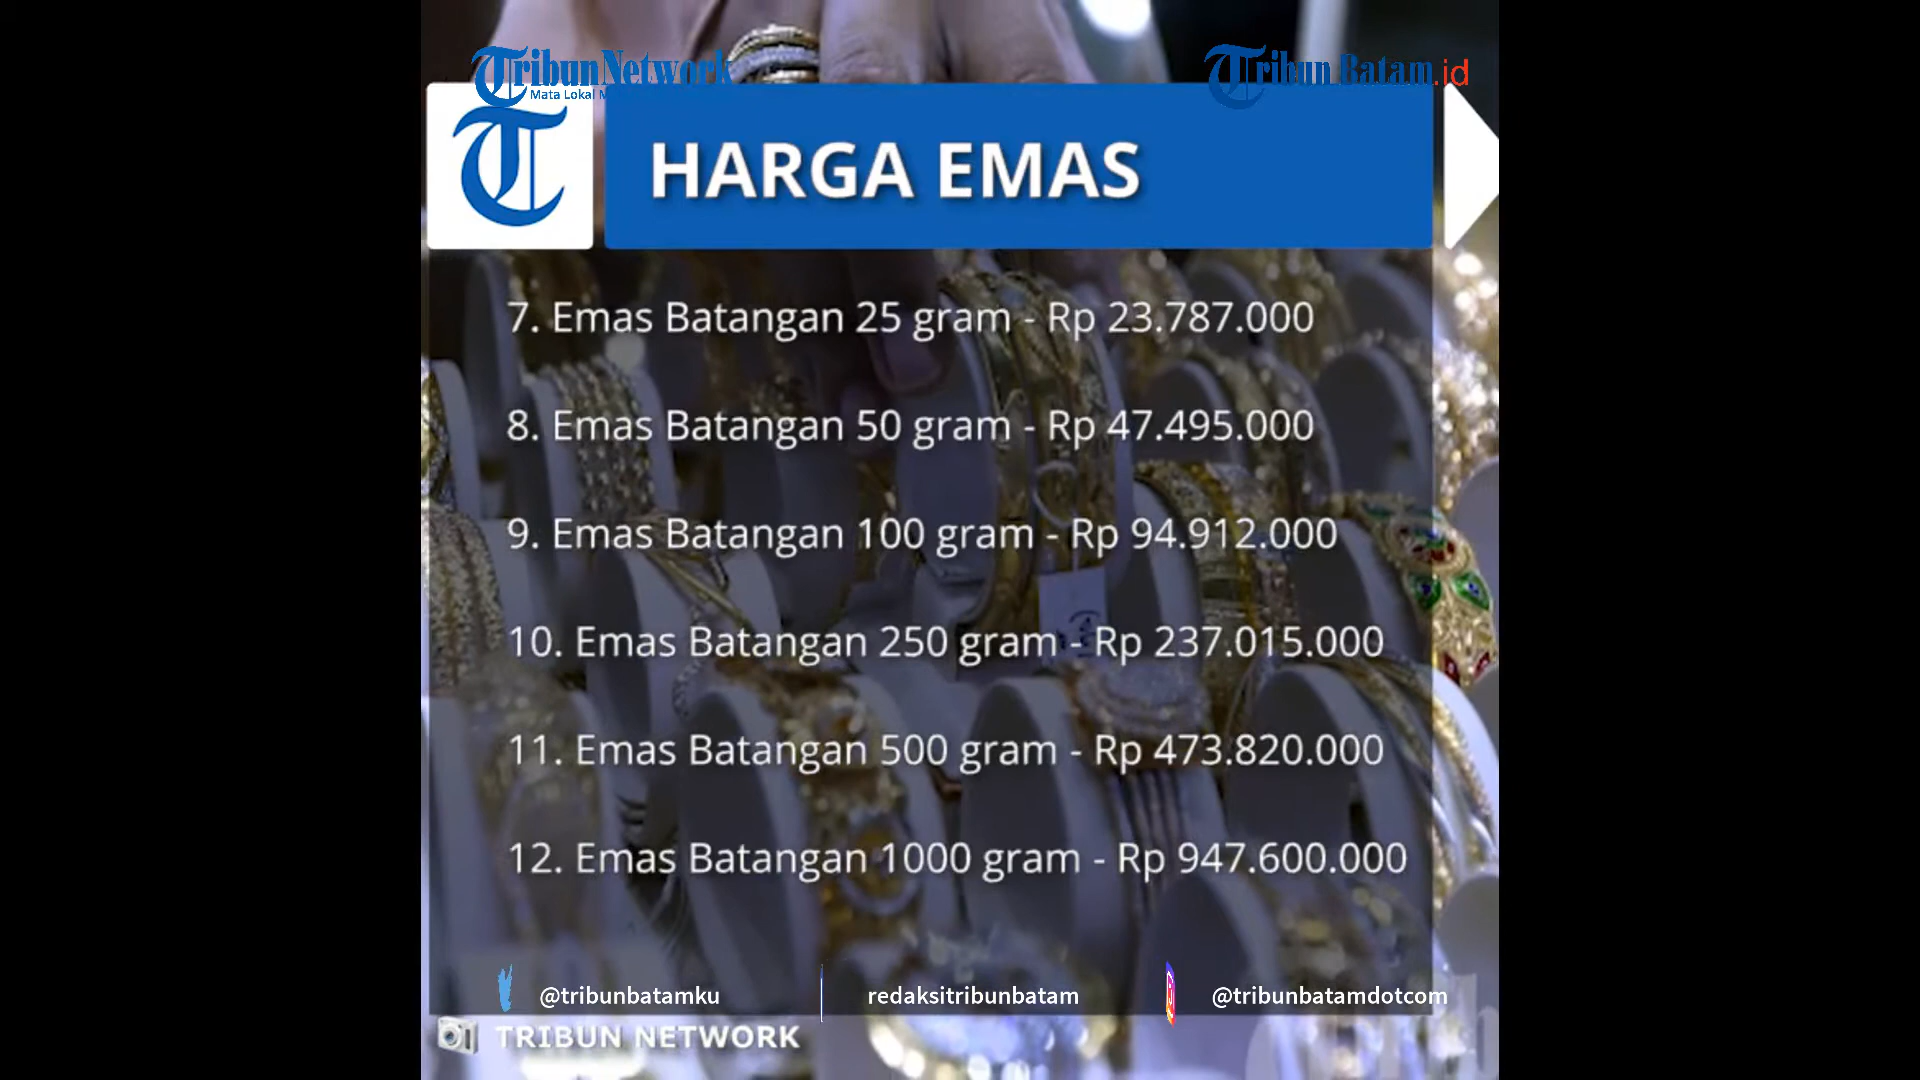 TribunNetwork
Mata Lokal
Tribun Batam.id
HARGA EMAS
7. Emas Batangan 25 gram - Rp 23.787.000
8. Emas Batangan 50 gram - Rp 47.495.000
9. Emas Batangan 100 gram - Rp 94.912.000
10. Emas Batangan 250 gram - Rp 237.015.000
11. Emas Batangan 500 gram - Rp 473.820.000
12. Emas Batangan 1000 gram - Rp 947.600.000
@tribunbatamku redaksitribunbatam @tribunbatamdotcom
TRIBUN NETWORK